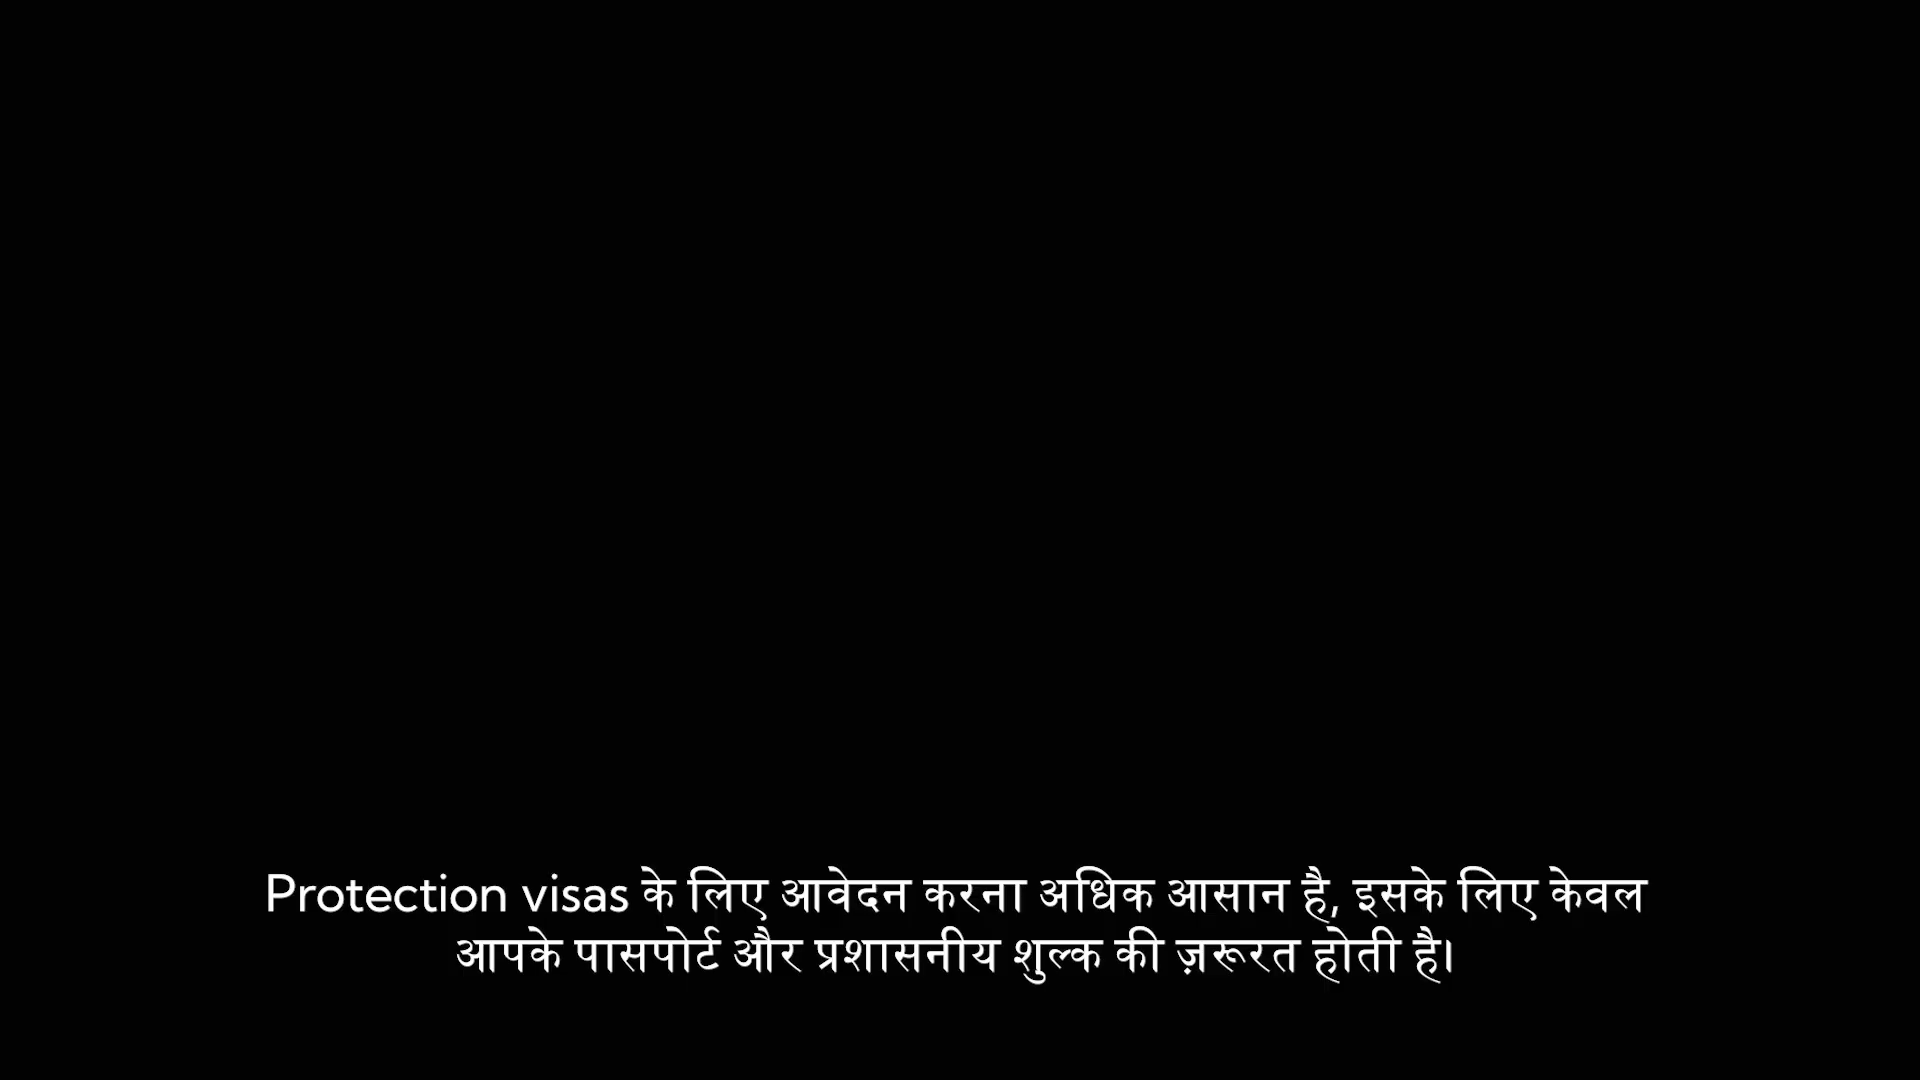 Protection visas के लिए आवेदन करना अधिक आसान है, इसके लिए केवल
आपके पासपोर्ट और प्रशासनीय शुल्क की ज़रूरत होती है।